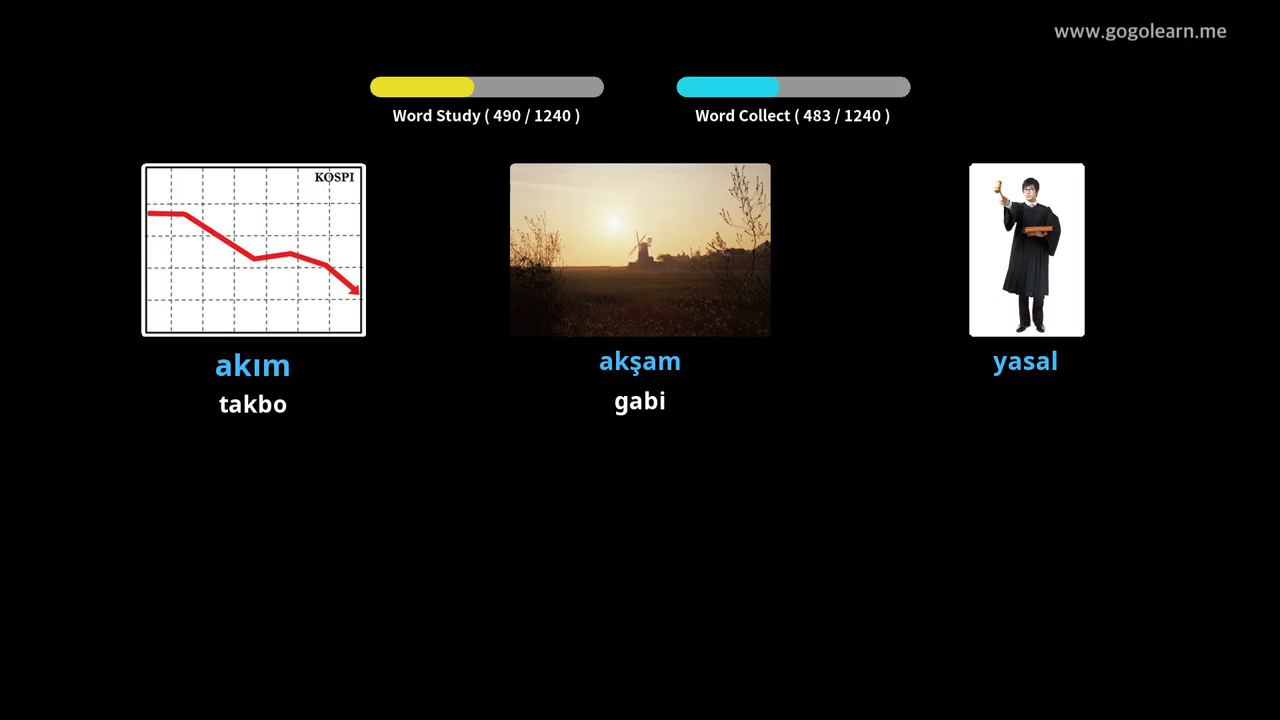 www.gogolearn.me
Word Study ( 490 / 1240 )
Word Collect ( 483 / 1240 )
KOSPI
akım
takbo
akşam
gabi
yasal